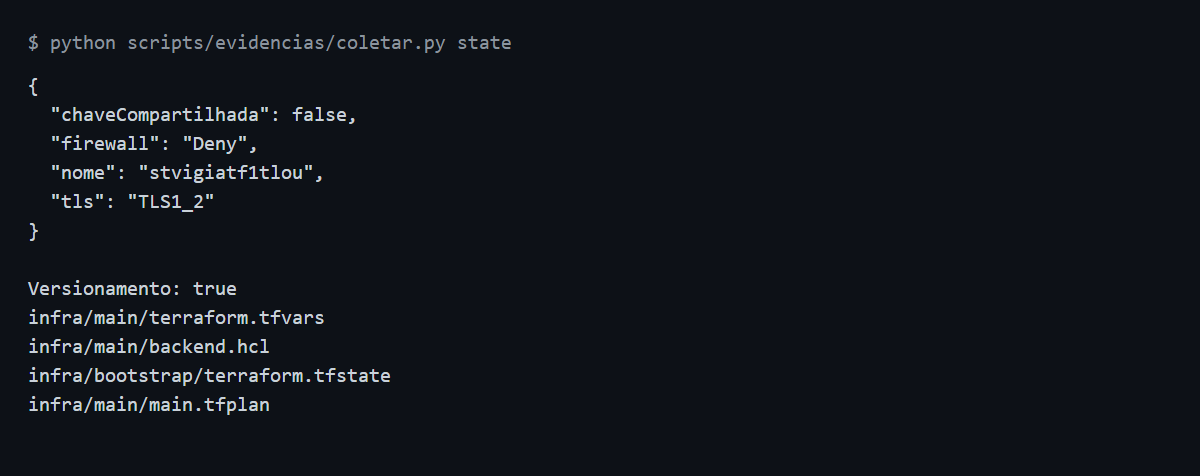 $ python scripts/evidencias/coletar.py state
{
  "chaveCompartilhada": false,
  "firewall": "Deny",
  "nome": "stvigiatf1tlou",
  "tls": "TLS1_2"
}
Versionamento: true
infra/main/terraform.tfvars
infra/main/backend.hcl
infra/bootstrap/terraform.tfstate
infra/main/main.tfplan